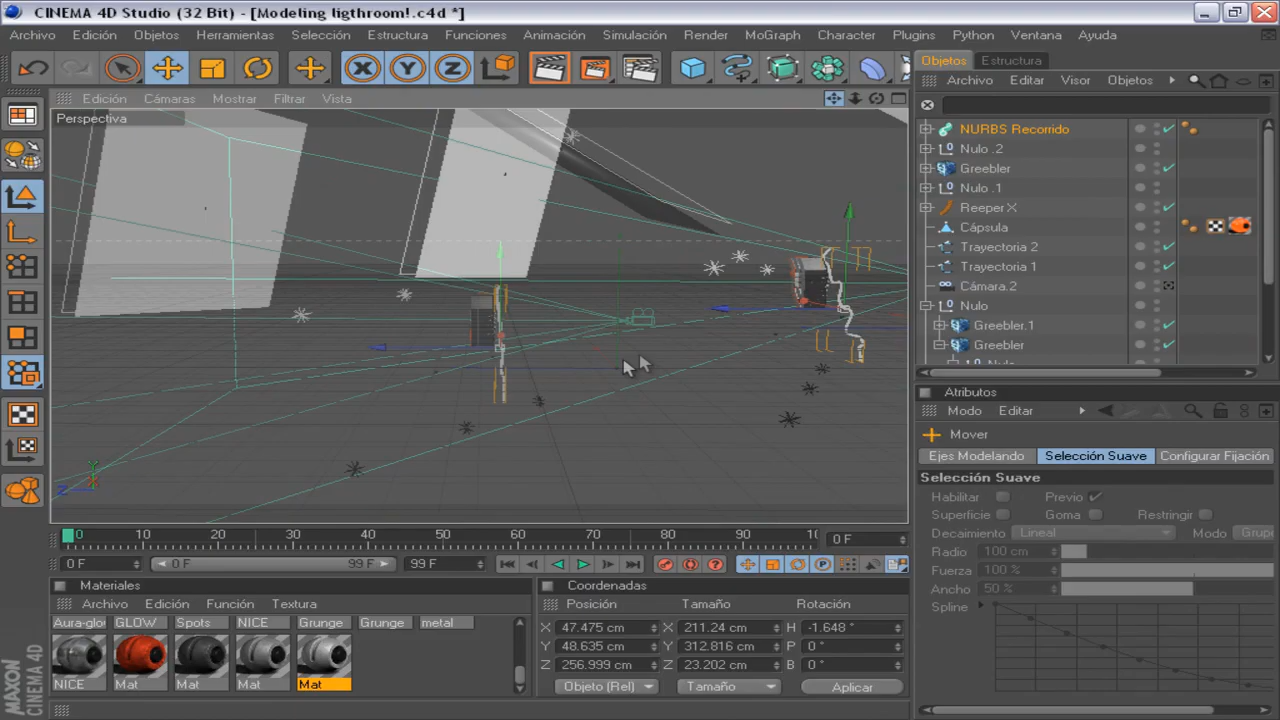 CINEMA 4D Studio (32 Bit) - [Modeling ligthroom!.c4d *]
Archivo Edición Objetos Herramientas Selección Estructura Funciones Animación Simulación Render MoGraph Character Plugins Python Ventana Ayuda
X Y Z
Objetos Estructura
Archivo Editar Visor Objetos
Edición Cámaras Mostrar Filtrar Vista
Perspectiva
NURBS Recorrido
Nulo .2
Greebler
Nulo .1
Reeper X
Cápsula
Trayectoria 2
Trayectoria 1
Cámara.2
Nulo
Greebler.1
Greebler
Atributos
Modo Editar
Mover
Ejes Modelando Selección Suave Configurar Fijación
Selección Suave
Habilitar Previo
Superficie Goma Restringir
Decaimiento Lineal Modo Grupo
Radio 100 cm
Fuerza 100 %
Ancho 50 %
Spline
Y
X
Z
0 10 20 30 40 50 60 70 80 90 10
0 F
0 F 0 F 99 F 99 F
P
Materiales
Archivo Edición Función Textura
Aura-glo GLOW Spots NICE Grunge Grunge metal
NICE Mat Mat Mat Mat
Coordenadas
Posición Tamaño Rotación
X 47.475 cm X 211.24 cm H -1.648 °
Y 48.635 cm Y 312.816 cm P 0 °
Z 256.999 cm Z 23.202 cm B 0 °
Objeto (Rel) Tamaño Aplicar
MAXON CINEMA 4D